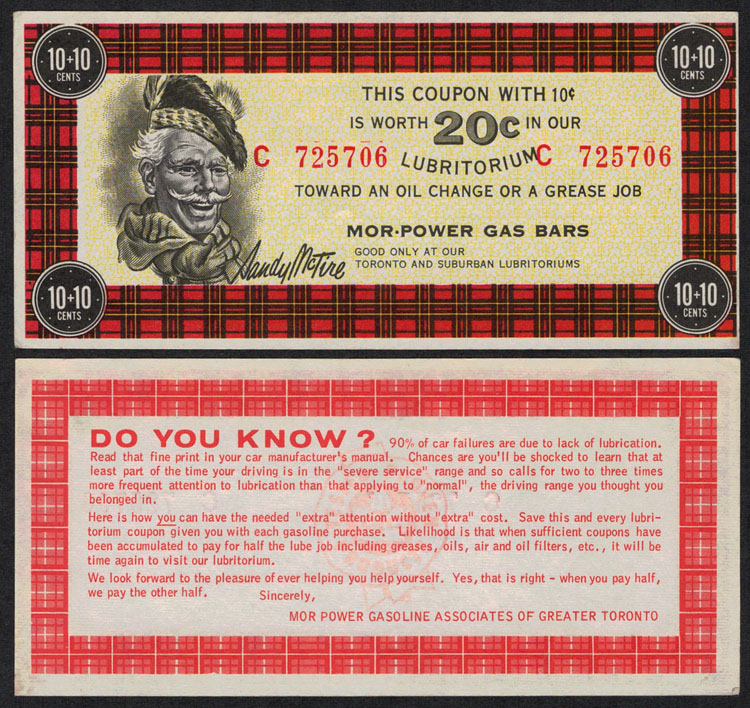 10+10 CENTS
10+10 CENTS
THIS COUPON WITH 10¢
IS WORTH 20c IN OUR
C 725706 LUBRITORIUM C 725706
TOWARD AN OIL CHANGE OR A GREASE JOB
MOR-POWER GAS BARS
GOOD ONLY AT OUR
TORONTO AND SUBURBAN LUBRITORIUMS
Sandy McTire
10+10 CENTS
10+10 CENTS
DO YOU KNOW? 90% of car failures are due to lack of lubrication.
Read that fine print in your car manufacturer's manual. Chances are you'll be shocked to learn that at
least part of the time your driving is in the "severe service" range and so calls for two to three times
more frequent attention to lubrication than that applying to "normal", the driving range you thought you
belonged in.
Here is how you can have the needed "extra" attention without "extra" cost. Save this and every lubri-
torium coupon given you with each gasoline purchase. Likelihood is that when sufficient coupons have
been accumulated to pay for half the lube job including greases, oils, air and oil filters, etc., it will be
time again to visit our lubritorium.
We look forward to the pleasure of ever helping you help yourself. Yes, that is right - when you pay half,
we pay the other half. Sincerely,
MOR POWER GASOLINE ASSOCIATES OF GREATER TORONTO